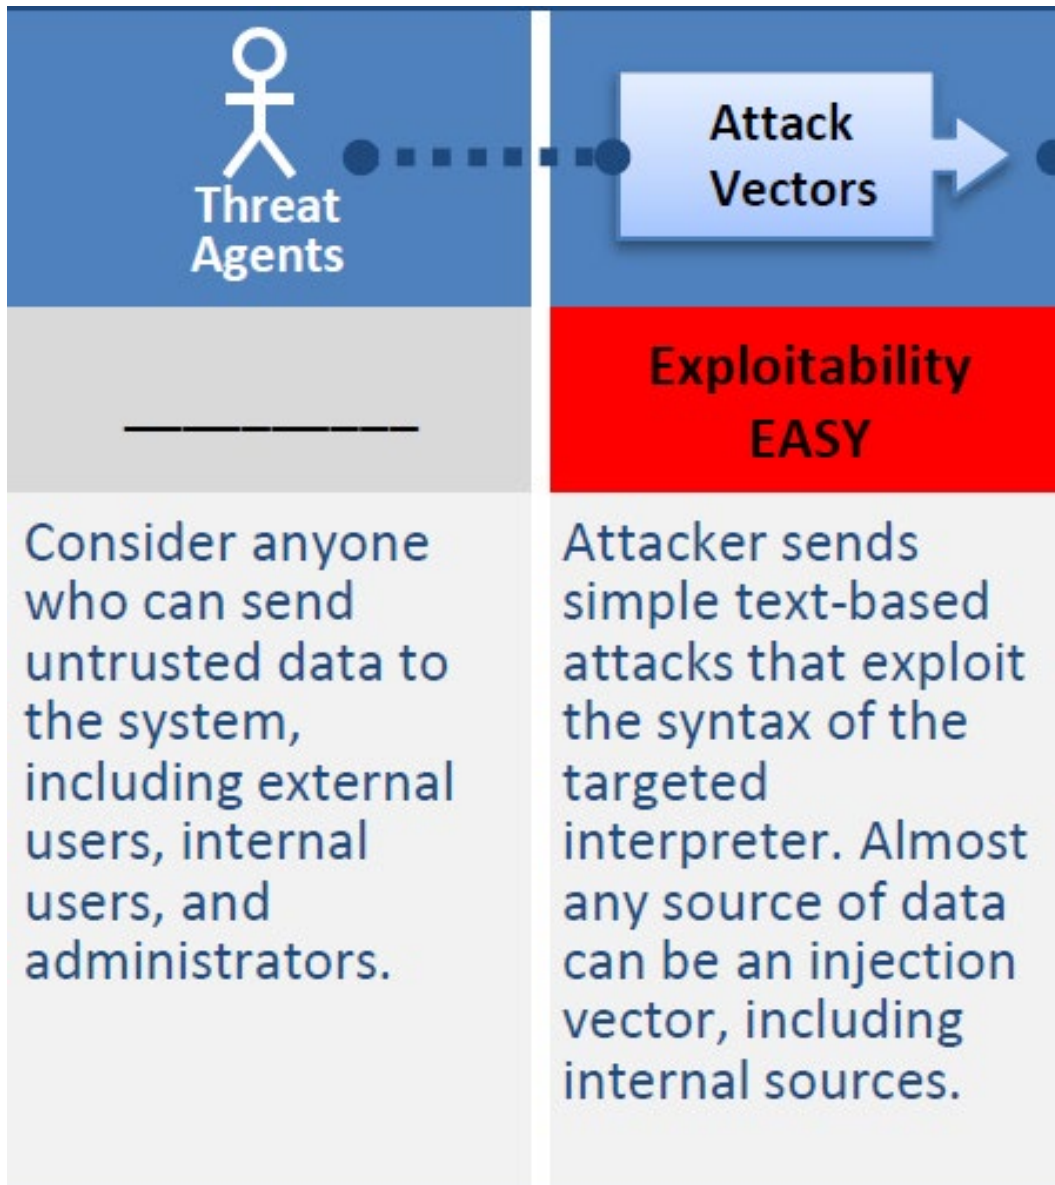 Threat
Agents
Attack
Vectors
__________
Exploitability
EASY
Consider anyone
who can send
untrusted data to
the system,
including external
users, internal
users, and
administrators.
Attacker sends
simple text-based
attacks that exploit
the syntax of the
targeted
interpreter. Almost
any source of data
can be an injection
vector, including
internal sources.